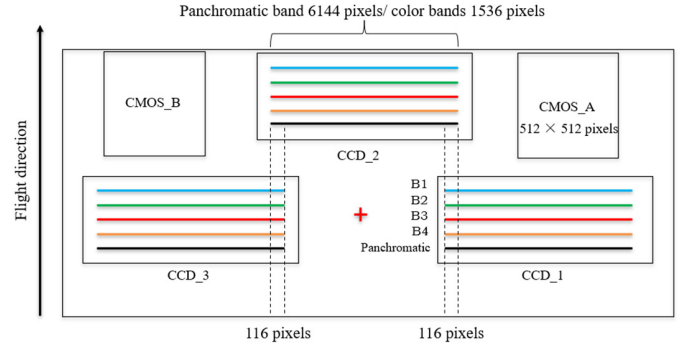 Panchromatic band 6144 pixels/ color bands 1536 pixels
Flight direction
CMOS_B
CMOS_A
512 × 512 pixels
CCD_2
B1
B2
B3
B4
Panchromatic
CCD_3
CCD_1
116 pixels
116 pixels